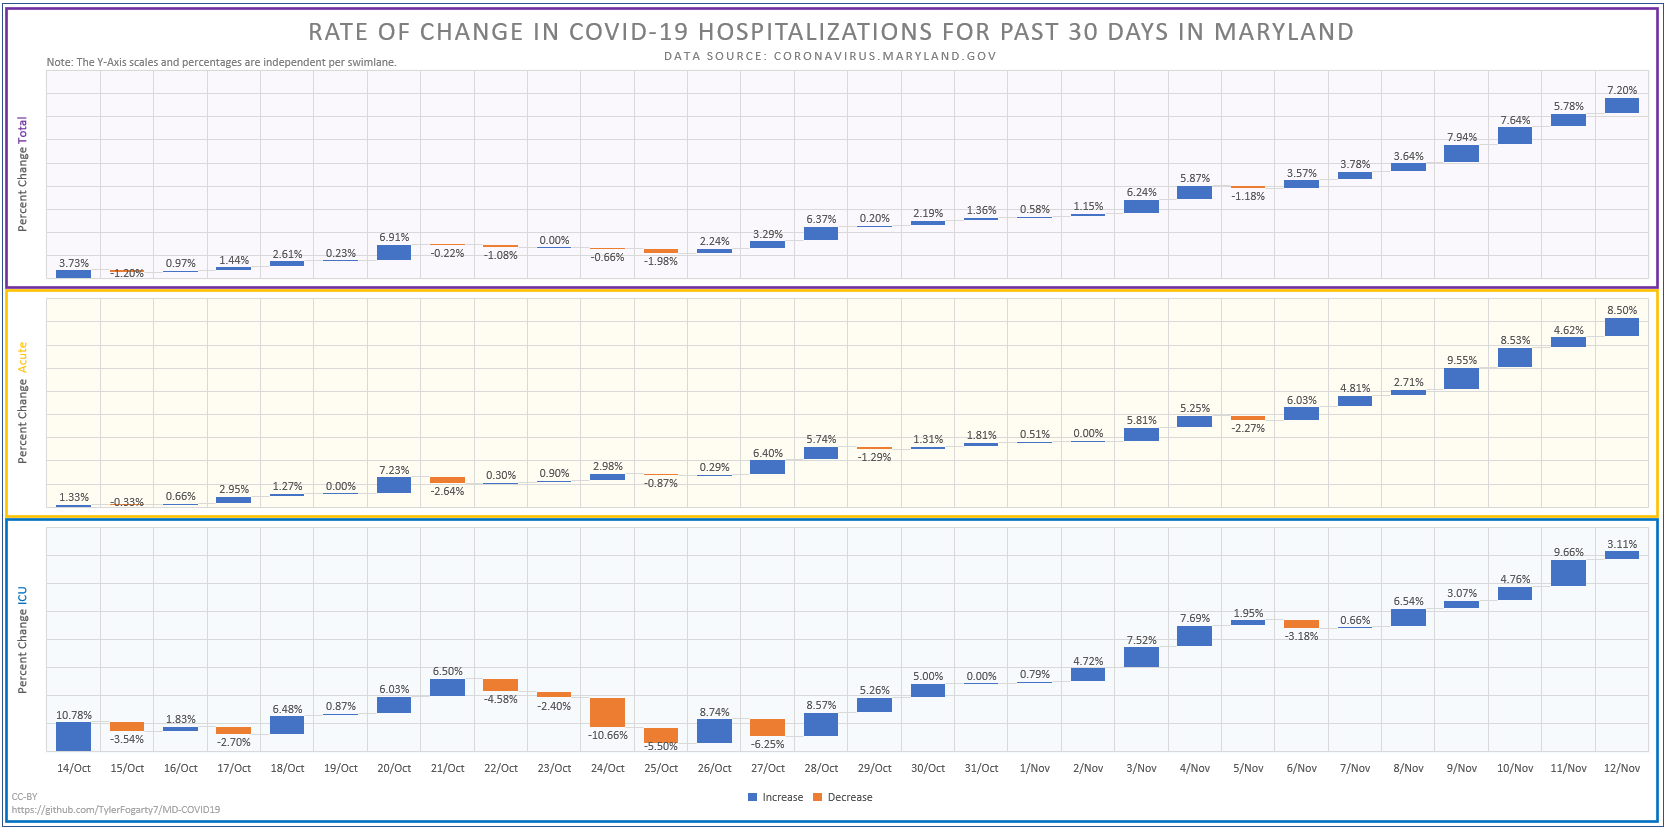 RATE OF CHANGE IN COVID-19 HOSPITALIZATIONS FOR PAST 30 DAYS IN MARYLAND
DATA SOURCE: CORONAVIRUS.MARYLAND.GOV
Note: The Y-Axis scales and percentages are independent per swimlane.
Percent Change Total
3.73% -1.20% 0.97% 1.44% 2.61% 0.23% 6.91% -0.22% -1.08% 0.00% -0.66% -1.98% 2.24% 3.29% 6.37% 0.20% 2.19% 1.36% 0.58% 1.15% 6.24% 5.87% -1.18% 3.57% 3.78% 3.64% 7.94% 7.64% 5.78% 7.20%
Percent Change Acute
1.33% -0.33% 0.66% 2.95% 1.27% 0.00% 7.23% -2.64% 0.30% 0.90% 2.98% -0.87% 0.29% 6.40% 5.74% -1.29% 1.31% 1.81% 0.51% 0.00% 5.81% 5.25% -2.27% 6.03% 4.81% 2.71% 9.55% 8.53% 4.62% 8.50%
Percent Change ICU
10.78% -3.54% 1.83% -2.70% 6.48% 0.87% 6.03% 6.50% -4.58% -2.40% -10.66% -5.50% 8.74% -6.25% 8.57% 5.26% 5.00% 0.00% 0.79% 4.72% 7.52% 7.69% 1.95% -3.18% 0.66% 6.54% 3.07% 4.76% 9.66% 3.11%
14/Oct 15/Oct 16/Oct 17/Oct 18/Oct 19/Oct 20/Oct 21/Oct 22/Oct 23/Oct 24/Oct 25/Oct 26/Oct 27/Oct 28/Oct 29/Oct 30/Oct 31/Oct 1/Nov 2/Nov 3/Nov 4/Nov 5/Nov 6/Nov 7/Nov 8/Nov 9/Nov 10/Nov 11/Nov 12/Nov
Increase Decrease
CC-BY
https://github.com/TylerFogarty7/MD-COVID19